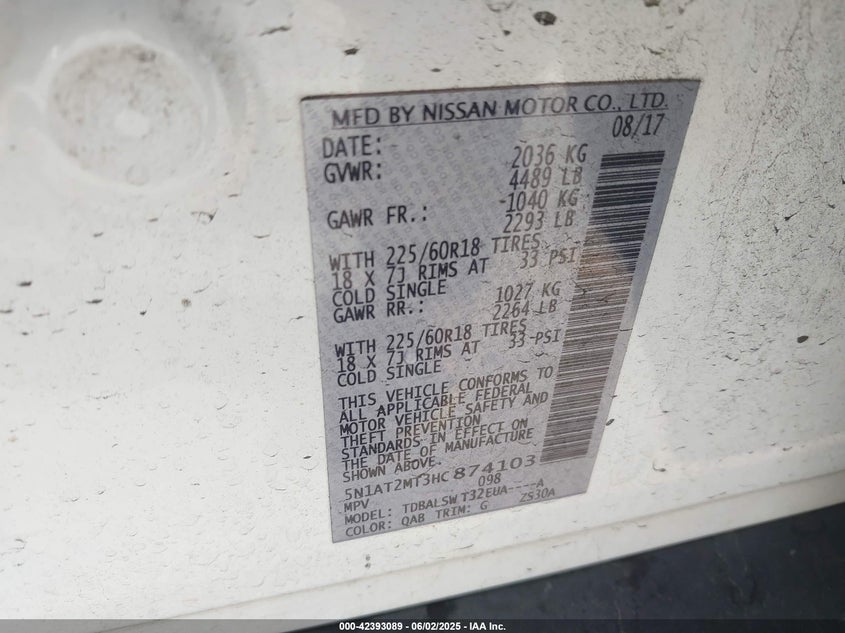 MFD BY NISSAN MOTOR CO., LTD.
DATE: 08/17
GVWR: 2036 KG
4489 LB
GAWR FR.: 1040 KG
2293 LB
WITH 225/60R18 TIRES
18 X 7J RIMS AT 33 PSI
COLD SINGLE
GAWR RR.: 1027 KG
2264 LB
WITH 225/60R18 TIRES
18 X 7J RIMS AT 33 PSI
COLD SINGLE
THIS VEHICLE CONFORMS TO
ALL APPLICABLE FEDERAL
MOTOR VEHICLE SAFETY AND
THEFT PREVENTION
STANDARDS IN EFFECT ON
THE DATE OF MANUFACTURE
SHOWN ABOVE.
5N1AT2MT3HC874103
MPV 098
MODEL: TDBALSW T32EUA----A
COLOR: QAB TRIM: G ZS30A
000-42393089 - 06/02/2025 - IAA Inc.